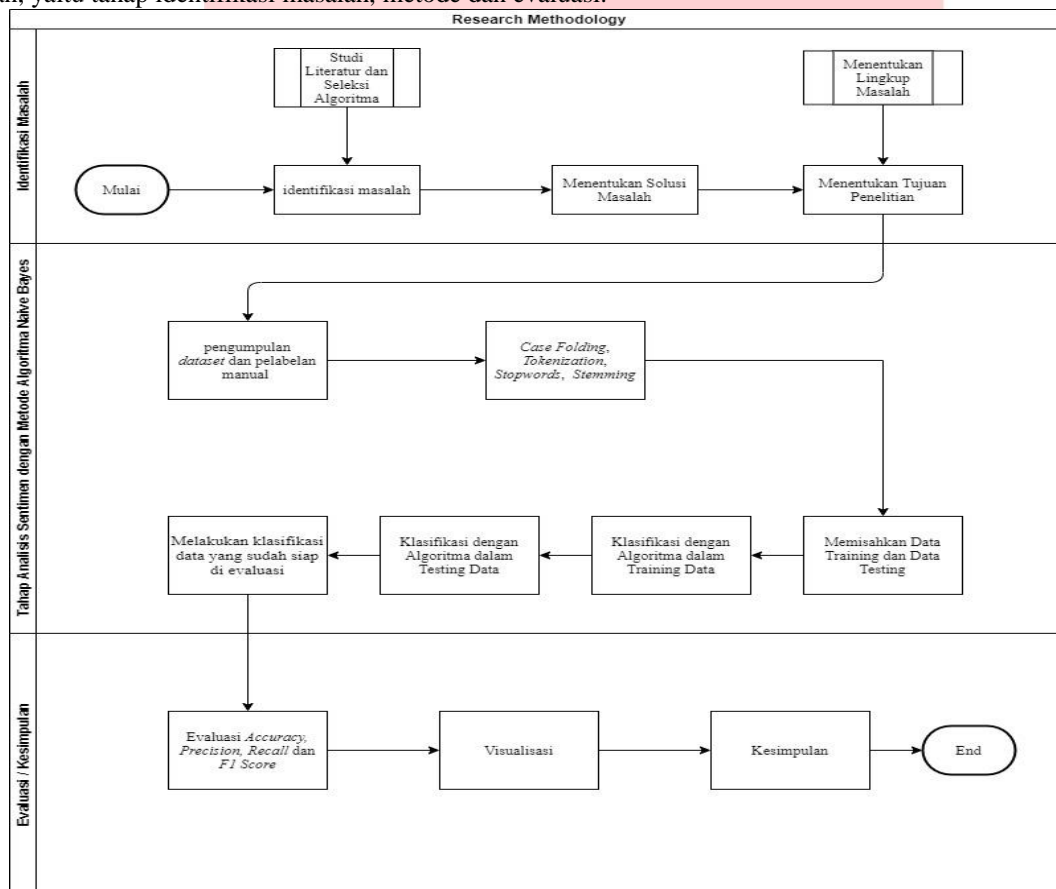 yaitu tahap identifikasi masalah, metode dan evaluasi.
Research Methodology
Identifikasi Masalah
Studi
Literatur dan
Seleksi
Algoritma
Menentukan
Lingkup
Masalah
Mulai
identifikasi masalah
Menentukan Solusi
Masalah
Menentukan Tujuan
Penelitian
Tahap Analisis Sentimen dengan Metode Algoritma Naive Bayes
pengumpulan
dataset dan pelabelan
manual
Case Folding,
Tokenization,
Stopwords, Stemming
Melakukan klasifikasi
data yang sudah siap
di evaluasi
Klasifikasi dengan
Algoritma dalam
Testing Data
Klasifikasi dengan
Algoritma dalam
Training Data
Memisahkan Data
Training dan Data
Testing
Evaluasi / Kesimpulan
Evaluasi Accuracy,
Precision, Recall dan
F1 Score
Visualisasi
Kesimpulan
End